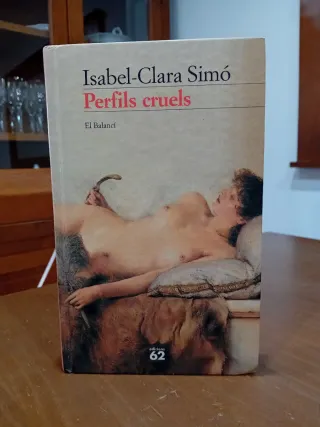 Isabel-Clara Simó
Perfils cruels
El Balancí
edicions
62